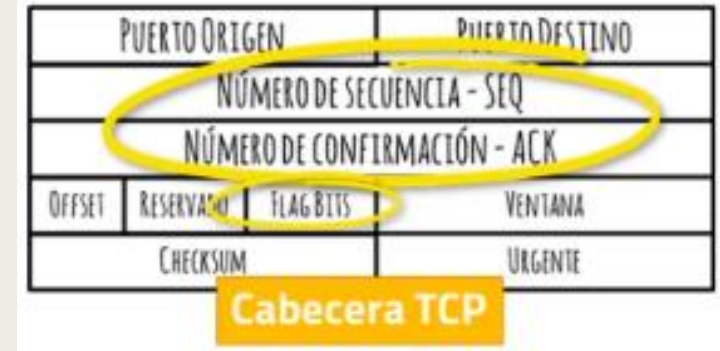 PUERTO ORIGEN PUERTO DESTINO
NÚMERO DE SECUENCIA - SEQ
NÚMERO DE CONFIRMACIÓN - ACK
OFFSET RESERVADO FLAG BITS VENTANA
CHECKSUM URGENTE
Cabecera TCP